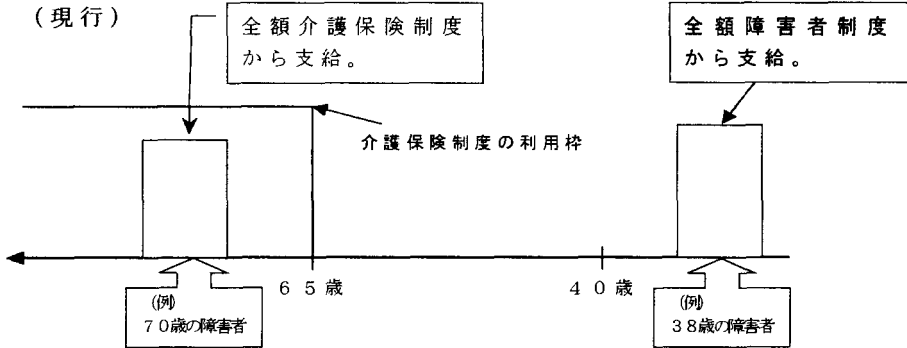 (現行)
全額介護保険制度
から支給。
全額障害者制度
から支給。
介護保険制度の利用枠
65歳
40歳
(例)
70歳の障害者
(例)
38歳の障害者